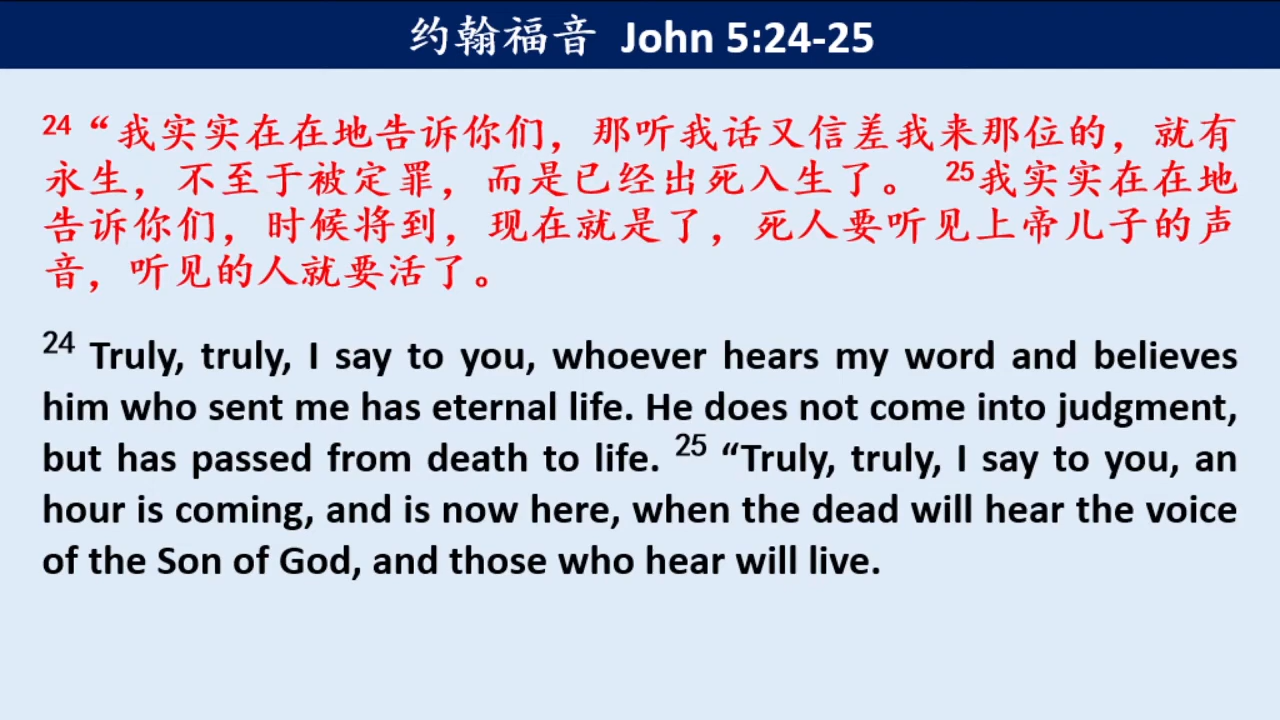 约翰福音 John 5:24-25
24 “我实实在在地告诉你们，那听我话又信差我来那位的，就有
永生，不至于被定罪，而是已经出死入生了。 25我实实在在地
告诉你们，时候将到，现在就是了，死人要听见上帝儿子的声
音，听见的人就要活了。
24 Truly, truly, I say to you, whoever hears my word and believes
him who sent me has eternal life. He does not come into judgment,
but has passed from death to life. 25 “Truly, truly, I say to you, an
hour is coming, and is now here, when the dead will hear the voice
of the Son of God, and those who hear will live.